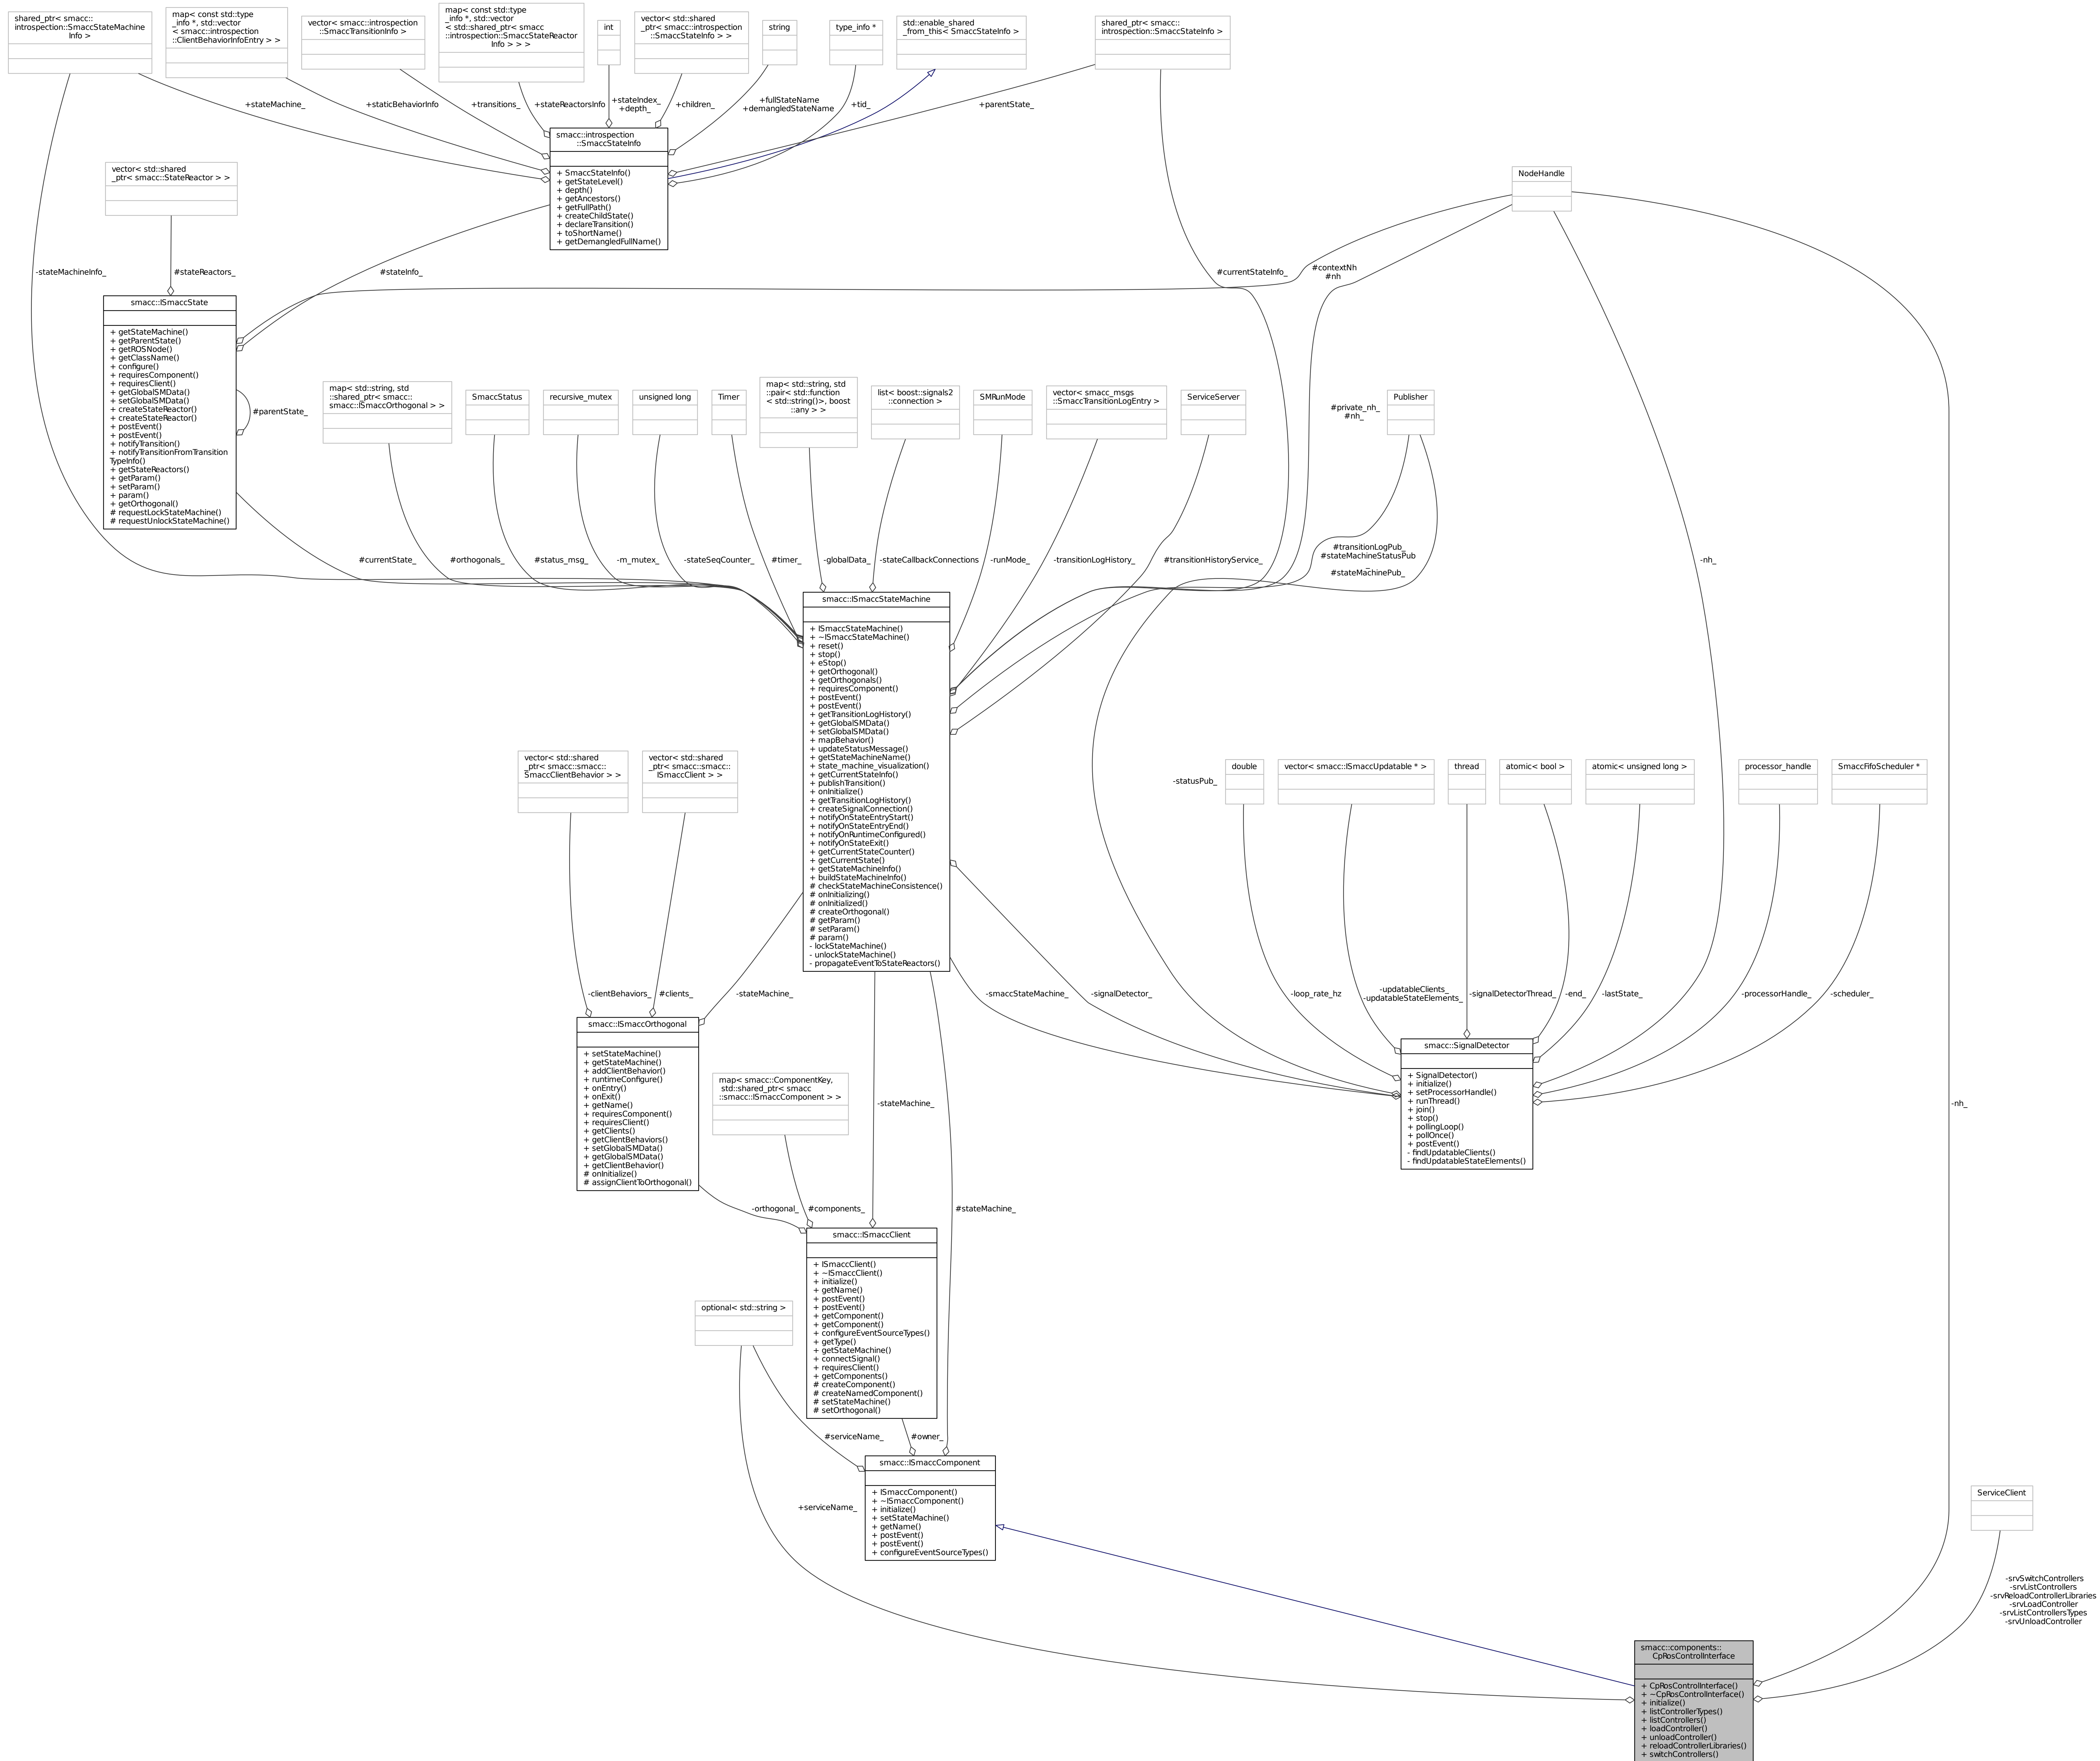 shared_ptr< smacc::
introspection::SmaccStateMachine
Info >
map< const std::type
_info *, std::vector
< smacc::introspection
::ClientBehaviorInfoEntry > >
vector< smacc::introspection
::SmaccTransitionInfo >
map< const std::type
_info *, std::vector
< std::shared_ptr< smacc
::introspection::SmaccStateReactor
Info > > >
int
vector< std::shared
_ptr< smacc::introspection
::SmaccStateInfo > >
string
type_info *
std::enable_shared
_from_this< SmaccStateInfo >
shared_ptr< smacc::
introspection::SmaccStateInfo >
+stateMachine_
+staticBehaviorInfo
+transitions_
+stateReactorsInfo
+stateIndex_
+depth_
+children_
+fullStateName
+demangledStateName
+tid_
+parentState_
smacc::introspection
::SmaccStateInfo
+ SmaccStateInfo()
+ getStateLevel()
+ depth()
+ getAncestors()
+ getFullPath()
+ createChildState()
+ declareTransition()
+ toShortName()
+ getDemangledFullName()
vector< std::shared
_ptr< smacc::StateReactor > >
NodeHandle
-stateMachineInfo_
#stateReactors_
#stateInfo_
#currentStateInfo_
#contextNh
#nh
smacc::ISmaccState
+ getStateMachine()
+ getParentState()
+ getROSNode()
+ getClassName()
+ configure()
+ requiresComponent()
+ requiresClient()
+ getGlobalSMData()
+ setGlobalSMData()
+ createStateReactor()
+ createStateReactor()
+ postEvent()
+ postEvent()
+ notifyTransition()
+ notifyTransitionFromTransition
TypeInfo()
+ getStateReactors()
+ getParam()
+ setParam()
+ param()
+ getOrthogonal()
# requestLockStateMachine()
# requestUnlockStateMachine()
#parentState_
map< std::string, std
::shared_ptr< smacc::
smacc::ISmaccOrthogonal > >
SmaccStatus
recursive_mutex
unsigned long
Timer
map< std::string, std
::pair< std::function
< std::string()>, boost
::any > >
list< boost::signals2
::connection >
SMRunMode
vector< smacc_msgs
::SmaccTransitionLogEntry >
ServiceServer
#private_nh_
#nh_
Publisher
#currentState_
#orthogonals_
#status_msg_
-m_mutex_
-stateSeqCounter_
#timer_
-globalData_
-stateCallbackConnections
-runMode_
-transitionLogHistory_
#transitionHistoryService_
#transitionLogPub_
#stateMachineStatusPub
_
#stateMachinePub_
-nh_
smacc::ISmaccStateMachine
+ ISmaccStateMachine()
+ ~ISmaccStateMachine()
+ reset()
+ stop()
+ eStop()
+ getOrthogonal()
+ getOrthogonals()
+ requiresComponent()
+ postEvent()
+ postEvent()
+ getTransitionLogHistory()
+ getGlobalSMData()
+ setGlobalSMData()
+ mapBehavior()
+ updateStatusMessage()
+ getStateMachineName()
+ state_machine_visualization()
+ getCurrentStateInfo()
+ publishTransition()
+ onInitialize()
+ getTransitionLogHistory()
+ createSignalConnection()
+ notifyOnStateEntryStart()
+ notifyOnStateEntryEnd()
+ notifyOnRuntimeConfigured()
+ notifyOnStateExit()
+ getCurrentStateCounter()
+ getCurrentState()
+ getStateMachineInfo()
+ buildStateMachineInfo()
# checkStateMachineConsistence()
# onInitializing()
# onInitialized()
# createOrthogonal()
# getParam()
# setParam()
# param()
- lockStateMachine()
- unlockStateMachine()
- propagateEventToStateReactors()
vector< std::shared
_ptr< smacc::smacc::
SmaccClientBehavior > >
vector< std::shared
_ptr< smacc::smacc::
ISmaccClient > >
-statusPub_
double
vector< smacc::ISmaccUpdatable * >
thread
atomic< bool >
atomic< unsigned long >
processor_handle
SmaccFifoScheduler *
-clientBehaviors_
#clients_
-stateMachine_
-smaccStateMachine_
-signalDetector_
-loop_rate_hz
-updatableClients_
-updatableStateElements_
-signalDetectorThread_
-end_
-lastState_
-processorHandle_
-scheduler_
smacc::ISmaccOrthogonal
+ setStateMachine()
+ getStateMachine()
+ addClientBehavior()
+ runtimeConfigure()
+ onEntry()
+ onExit()
+ getName()
+ requiresComponent()
+ requiresClient()
+ getClients()
+ getClientBehaviors()
+ setGlobalSMData()
+ getGlobalSMData()
+ getClientBehavior()
# onInitialize()
# assignClientToOrthogonal()
smacc::SignalDetector
+ SignalDetector()
+ initialize()
+ setProcessorHandle()
+ runThread()
+ join()
+ stop()
+ pollingLoop()
+ pollOnce()
+ postEvent()
- findUpdatableClients()
- findUpdatableStateElements()
map< smacc::ComponentKey,
std::shared_ptr< smacc
::smacc::ISmaccComponent > >
-stateMachine_
-nh_
-orthogonal_
#components_
#stateMachine_
smacc::ISmaccClient
+ ISmaccClient()
+ ~ISmaccClient()
+ initialize()
+ getName()
+ postEvent()
+ postEvent()
+ getComponent()
+ getComponent()
+ configureEventSourceTypes()
+ getType()
+ getStateMachine()
+ connectSignal()
+ requiresClient()
+ getComponents()
# createComponent()
# createNamedComponent()
# setStateMachine()
# setOrthogonal()
optional< std::string >
#serviceName_
#owner_
smacc::ISmaccComponent
+ ISmaccComponent()
+ ~ISmaccComponent()
+ initialize()
+ setStateMachine()
+ getName()
+ postEvent()
+ postEvent()
+ configureEventSourceTypes()
+serviceName_
ServiceClient
-srvSwitchControllers
-srvListControllers
-srvReloadControllerLibraries
-srvLoadController
-srvListControllersTypes
-srvUnloadController
smacc::components::
CpRosControlInterface
+ CpRosControlInterface()
+ ~CpRosControlInterface()
+ initialize()
+ listControllerTypes()
+ listControllers()
+ loadController()
+ unloadController()
+ reloadControllerLibraries()
+ switchControllers()